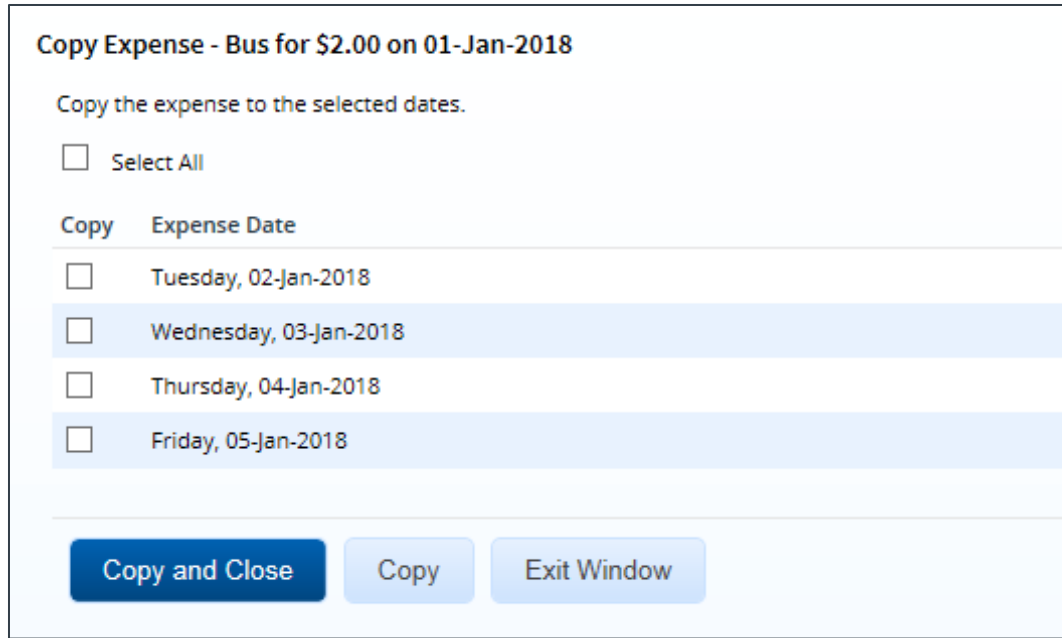 Copy Expense - Bus for $2.00 on 01-Jan-2018
Copy the expense to the selected dates.
Select All
Copy Expense Date
Tuesday, 02-Jan-2018
Wednesday, 03-Jan-2018
Thursday, 04-Jan-2018
Friday, 05-Jan-2018
Copy and Close Copy Exit Window